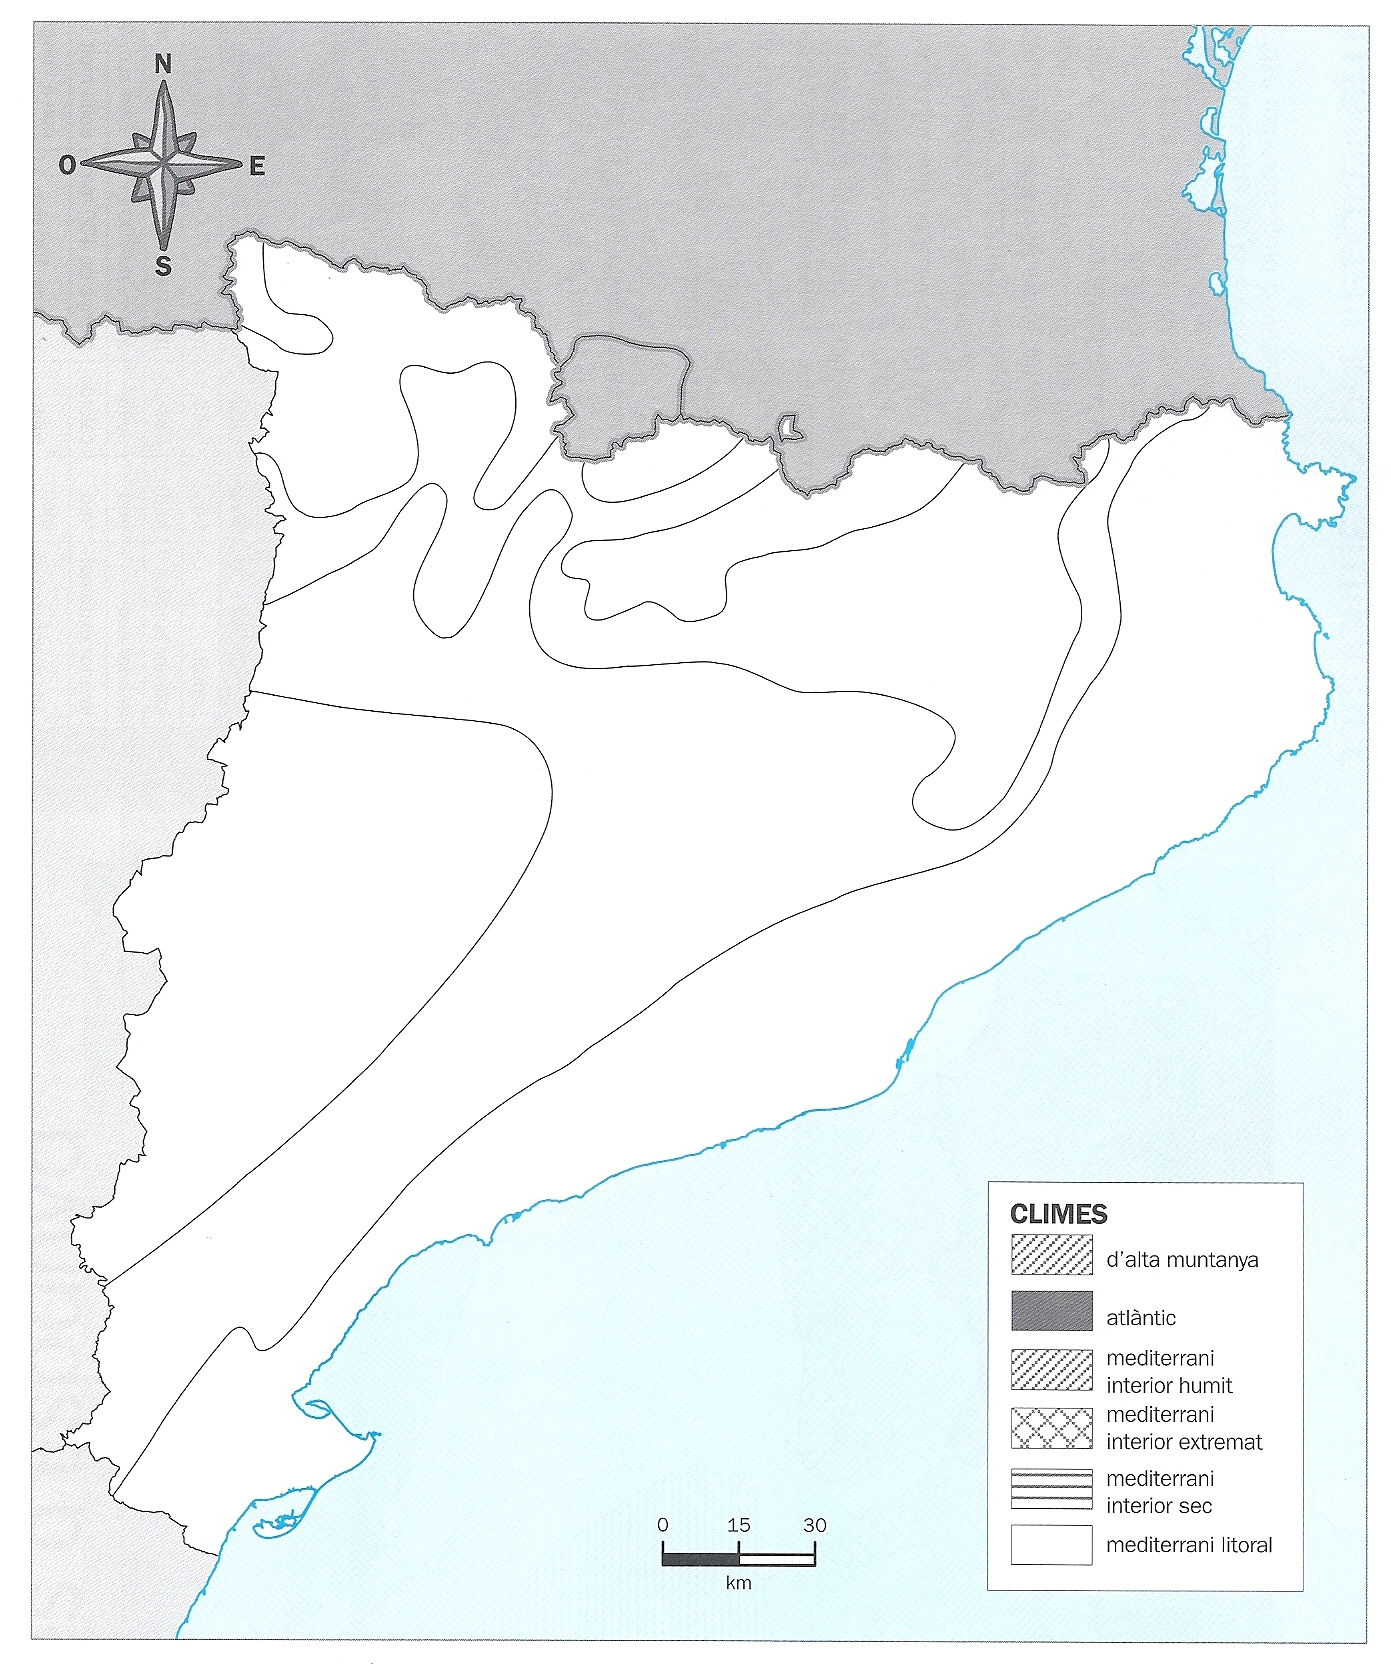 N
O
E
S
CLIMES
d'alta muntanya
atlàntic
mediterrani
interior humit
mediterrani
interior extremat
mediterrani
interior sec
mediterrani litoral
0 15 30
km